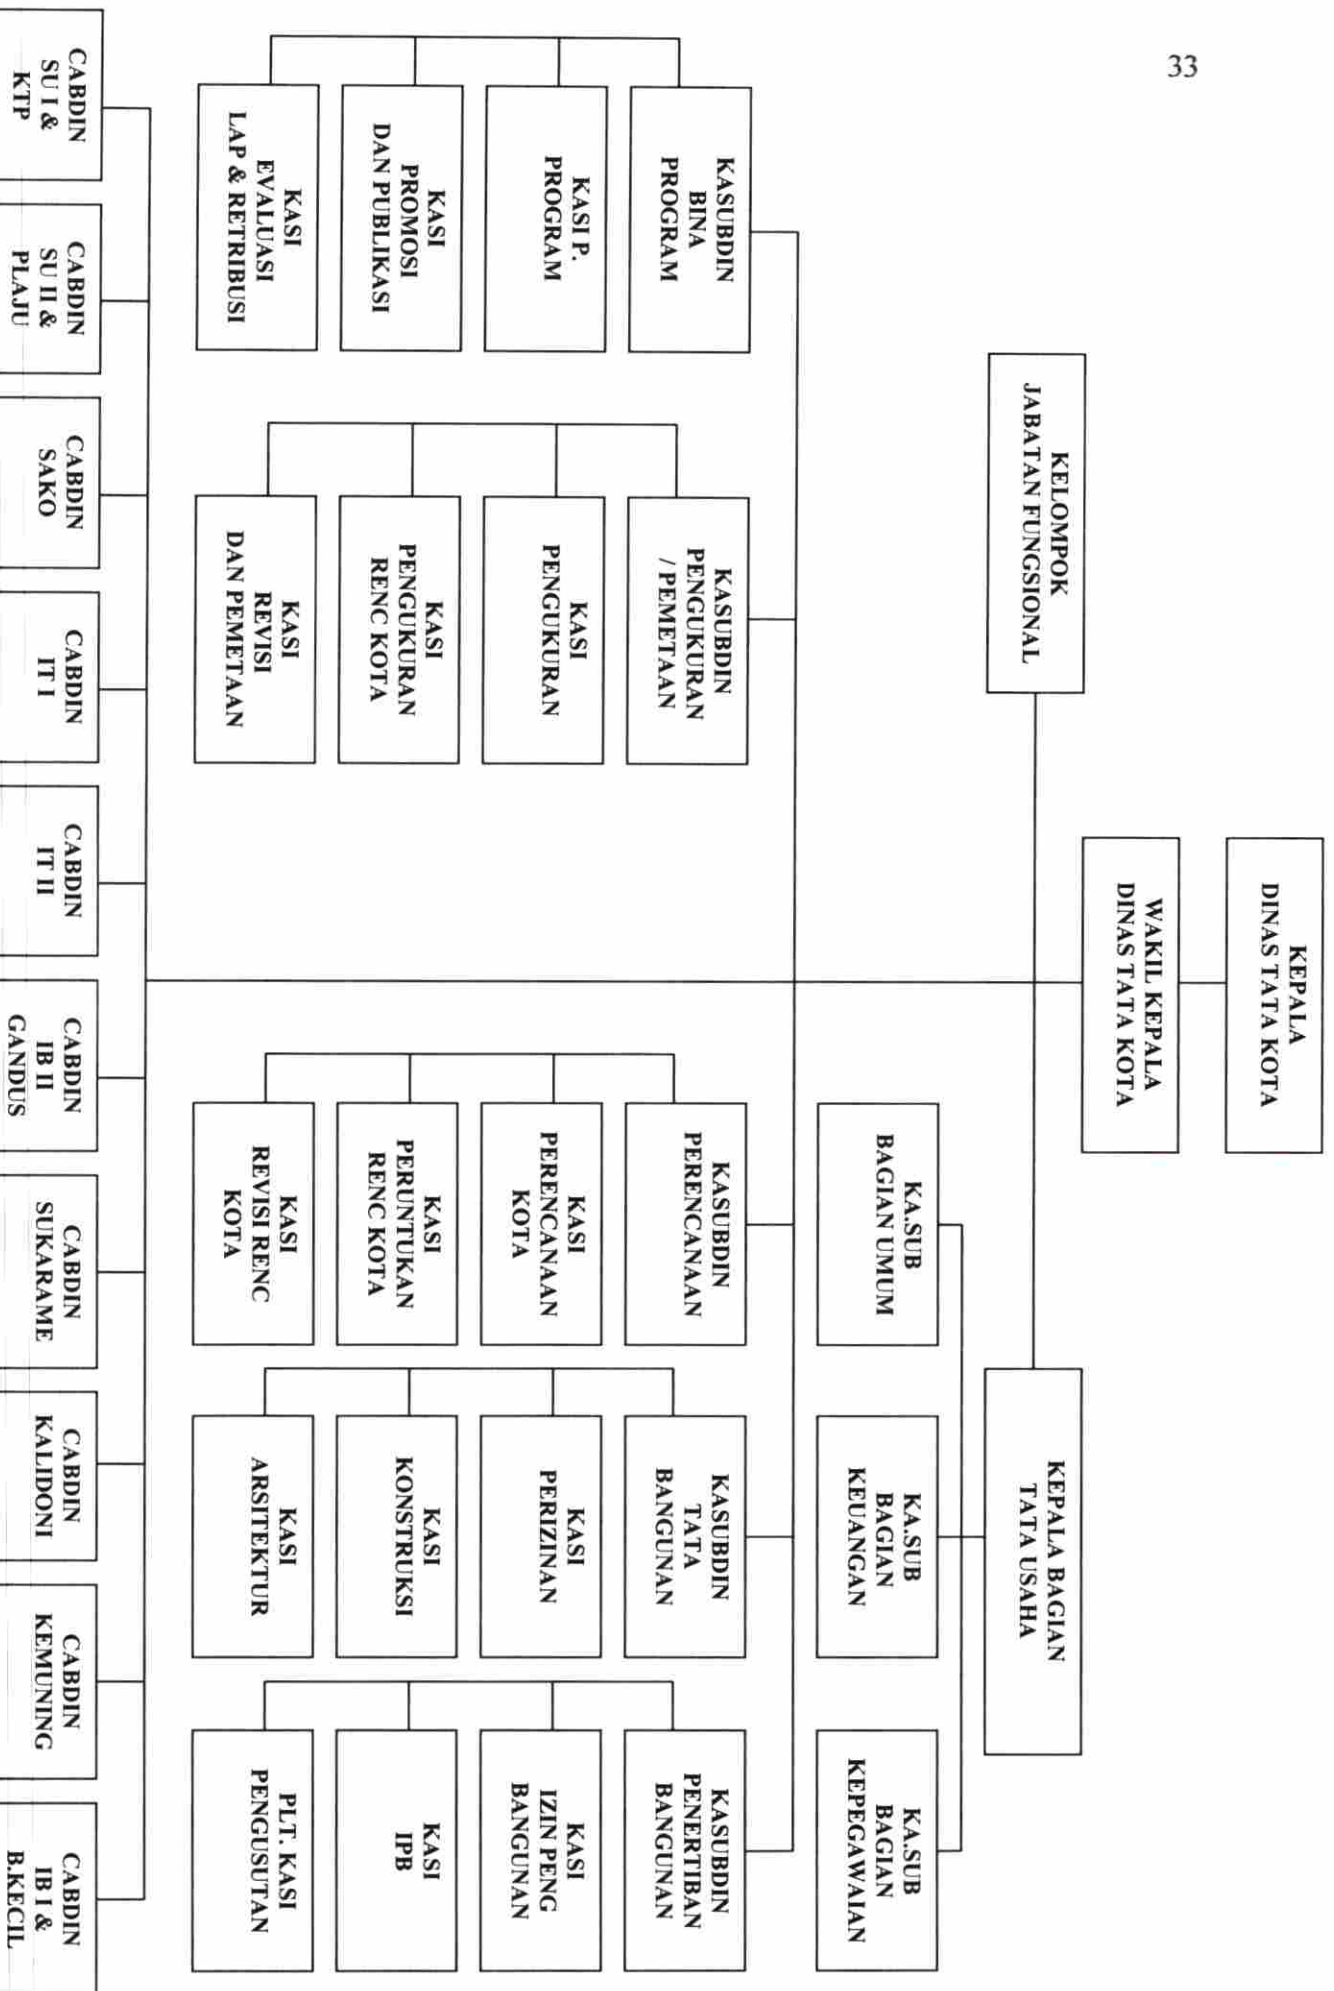 33
KEPALA
DINAS TATA KOTA
WAKIL KEPALA
DINAS TATA KOTA
KELOMPOK
JABATAN FUNGSIONAL
KEPALA BAGIAN
TATA USAHA
KA.SUB
BAGIAN UMUM
KA.SUB
BAGIAN
KEUANGAN
KA.SUB
BAGIAN
KEPEGAWAIAN
KASUBDIN
BINA
PROGRAM
KASI P.
PROGRAM
KASI
PROMOSI
DAN PUBLIKASI
KASI
EVALUASI
LAP & RETRIBUSI
KASUBDIN
PENGUKURAN
/ PEMETAAN
KASI
PENGUKURAN
KASI
PENGUKURAN
RENC KOTA
KASI
REVISI
DAN PEMETAAN
KASUBDIN
PERENCANAAN
KASI
PERENCANAAN
KOTA
KASI
PERUNTUKAN
RENC KOTA
KASI
REVISI RENC
KOTA
KASUBDIN
TATA
BANGUNAN
KASI
PERIZINAN
KASI
KONSTRUKSI
KASI
ARSITEKTUR
KASUBDIN
PENERTIBAN
BANGUNAN
KASI
IZIN PENG
BANGUNAN
KASI
IPB
PLT. KASI
PENGUSUTAN
CABDIN
SU I &
KTP
CABDIN
SU II &
PLAJU
CABDIN
SAKO
CABDIN
IT I
CABDIN
IT II
CABDIN
IB II
GANDUS
CABDIN
SUKARAME
CABDIN
KALIDONI
CABDIN
KEMUNING
CABDIN
IB I &
B.KECIL